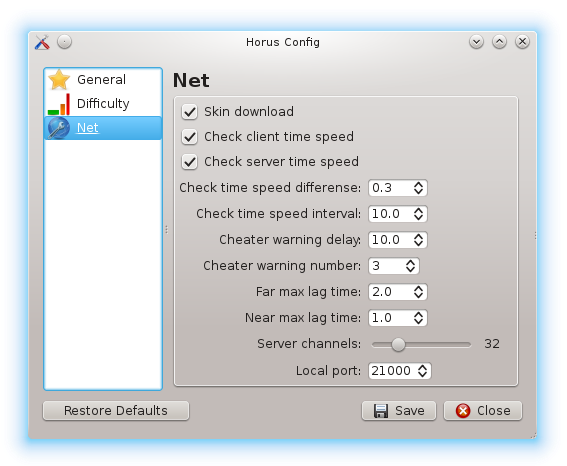 Horus Config
General
Difficulty
Net
Net
Skin download
Check client time speed
Check server time speed
Check time speed differense: 0.3
Check time speed interval: 10.0
Cheater warning delay: 10.0
Cheater warning number: 3
Far max lag time: 2.0
Near max lag time: 1.0
Server channels: 32
Local port: 21000
Restore Defaults Save Close